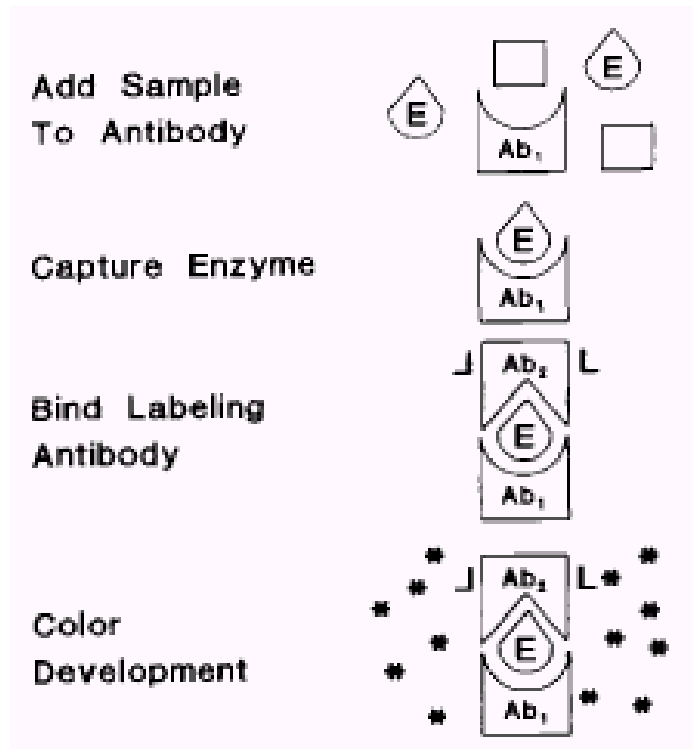 Add Sample
To Antibody
E
E
Ab₁
Capture Enzyme
E
Ab₁
Bind Labeling
Antibody
L
Ab₂
L
E
Ab₁
Color
Development
L
Ab₂
L
E
Ab₁